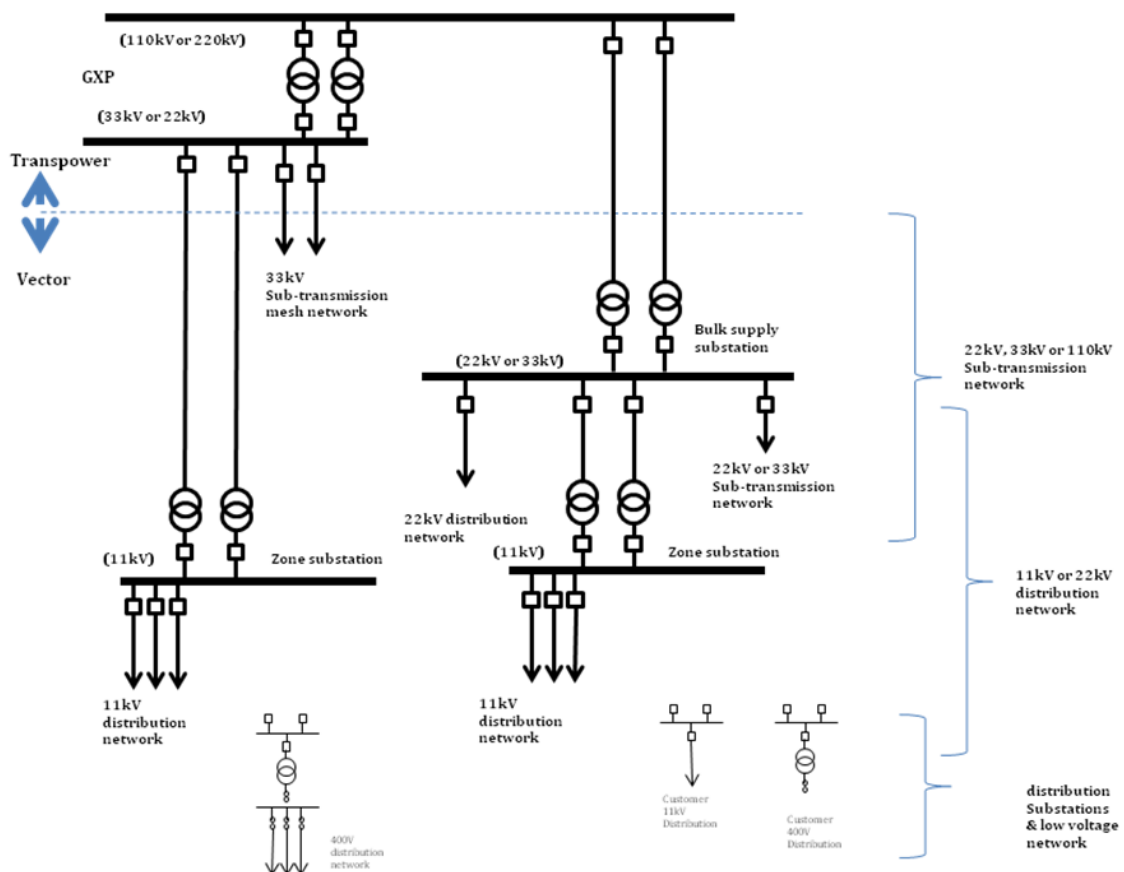 (110kV or 220kV)
GXP
(33kV or 22kV)
Transpower
Vector
33kV
Sub-transmission
mesh network
Bulk supply
substation
(22kV or 33kV)
22kV, 33kV or 110kV
Sub-transmission
network
22kV or 33kV
Sub-transmission
network
22kV distribution
network
(11kV)
Zone substation
(11kV)
Zone substation
11kV or 22kV
distribution
network
11kV
distribution
network
11kV
distribution
network
Customer
11kV
Distribution
Customer
400V
Distribution
400V
distribution
network
distribution
Substations
& low voltage
network